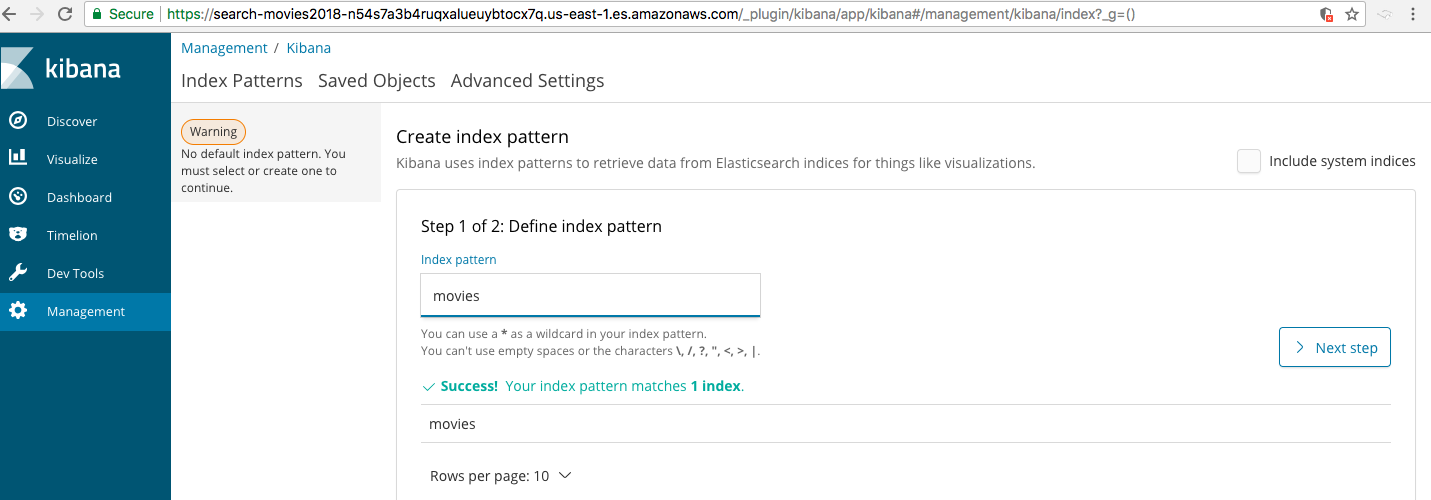 Secure | https://search-movies2018-n54s7a3b4ruqxalueuybtocx7q.us-east-1.es.amazonaws.com/_plugin/kibana/app/kibana#/management/kibana/index?_g=()
kibana
Discover
Visualize
Dashboard
Timelion
Dev Tools
Management
Management / Kibana
Index Patterns Saved Objects Advanced Settings
Warning
No default index pattern. You
must select or create one to
continue.
Create index pattern
Kibana uses index patterns to retrieve data from Elasticsearch indices for things like visualizations.
Include system indices
Step 1 of 2: Define index pattern
Index pattern
movies
You can use a * as a wildcard in your index pattern.
You can't use empty spaces or the characters \, /, ?, ", <, >, |.
Next step
Success! Your index pattern matches 1 index.
movies
Rows per page: 10